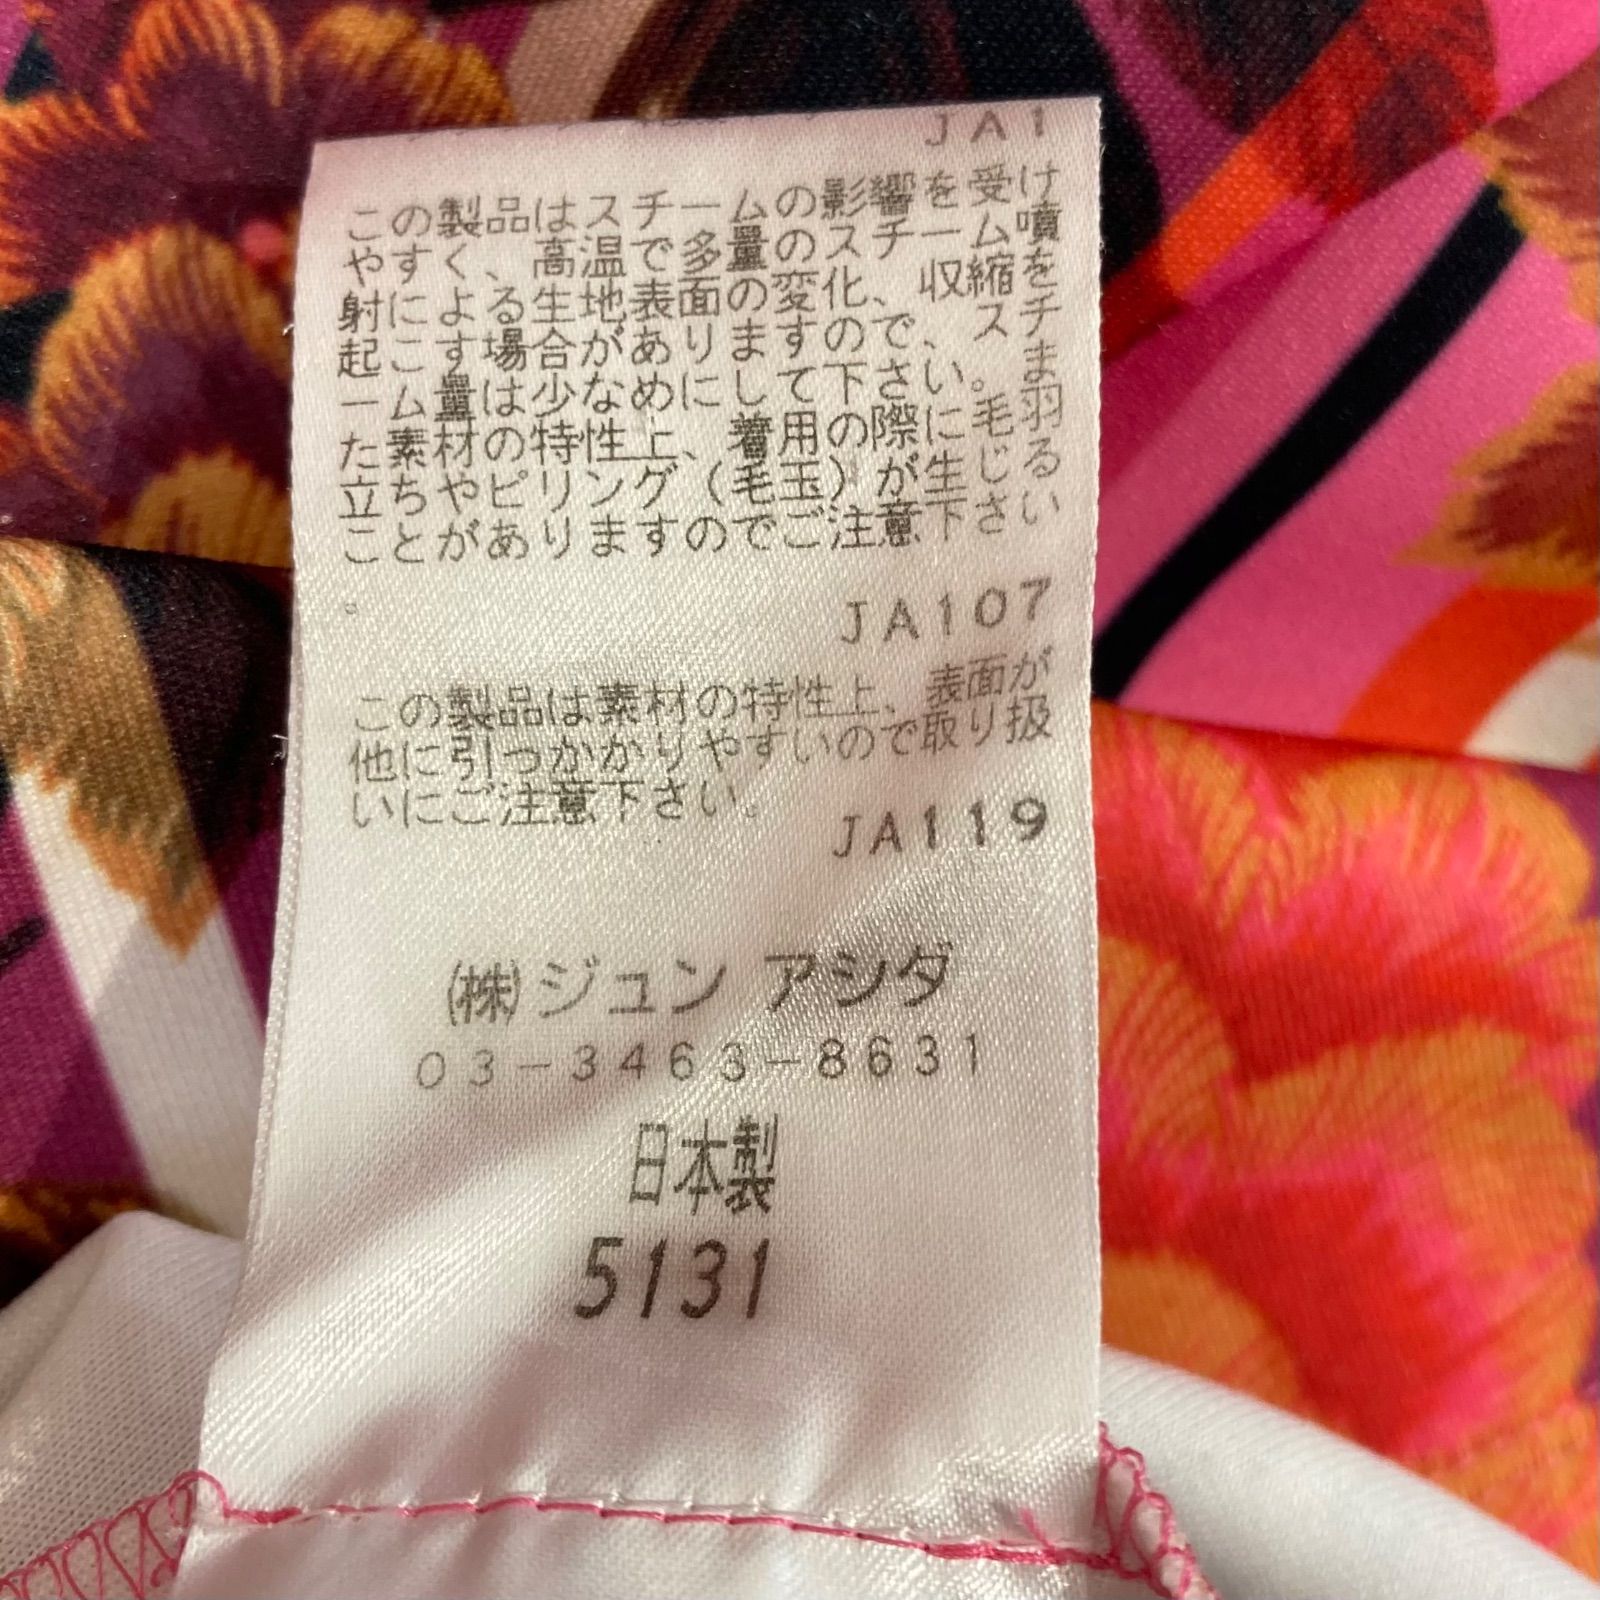 JA1
この製品はスチームの影響を受け
やすく、高温で多量のスチーム噴
射による生地表面の変化、収縮を
起こす場合がありますので、スチ
ーム量は少なめにして下さい。ま
た素材の特性上、着用の際に毛羽
立ちやピリング(毛玉)が生じる
ことがありますのでご注意下さい
。
JA107
この製品は素材の特性上、表面が
他に引っかかりやすいので取り扱
いにご注意下さい。
JA119
(株)ジュン アシダ
03-3463-8631
日本製
5131